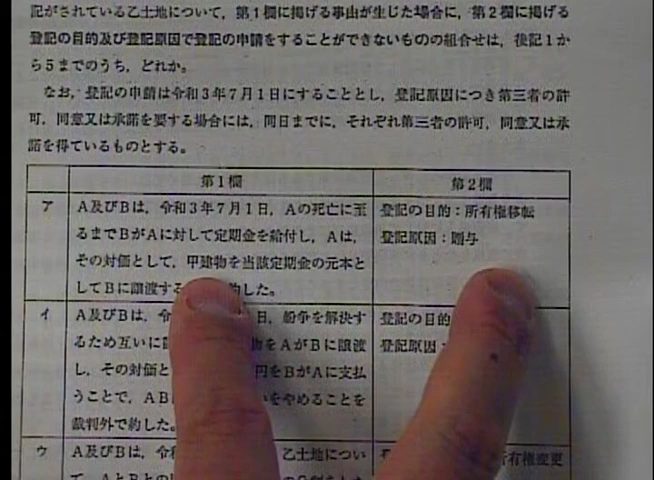 記がされている乙土地について,第1欄に掲げる事由が生じた場合に,第2欄に掲げる
登記の目的及び登記原因で登記の申請をすることができないものの組合せは,後記1か
ら5までのうち,どれか。
なお,登記の申請は令和3年7月1日にすることとし,登記原因につき第三者の許
可,同意又は承諾を要する場合には,同日までに,それぞれ第三者の許可,同意又は承
諾を得ているものとする。
第1欄
第2欄
ア
A及びBは,令和3年7月1日,Aの死亡に至
るまでBがAに対して定期金を給付し,Aは,
その対価として,甲建物を当該定期金の元本と
してBに譲渡す
約した。
登記の目的:所有権移転
登記原因:贈与
イ
A及びBは,令
日,紛争を解決す
るため互いに
物をAがBに譲渡
し,その対価と
円をBがAに支払
うことで,AB
いをやめることを
裁判外で約した。
登記の目的
登記原因
ウ
A及びBは,
乙土地につい
所有権変更